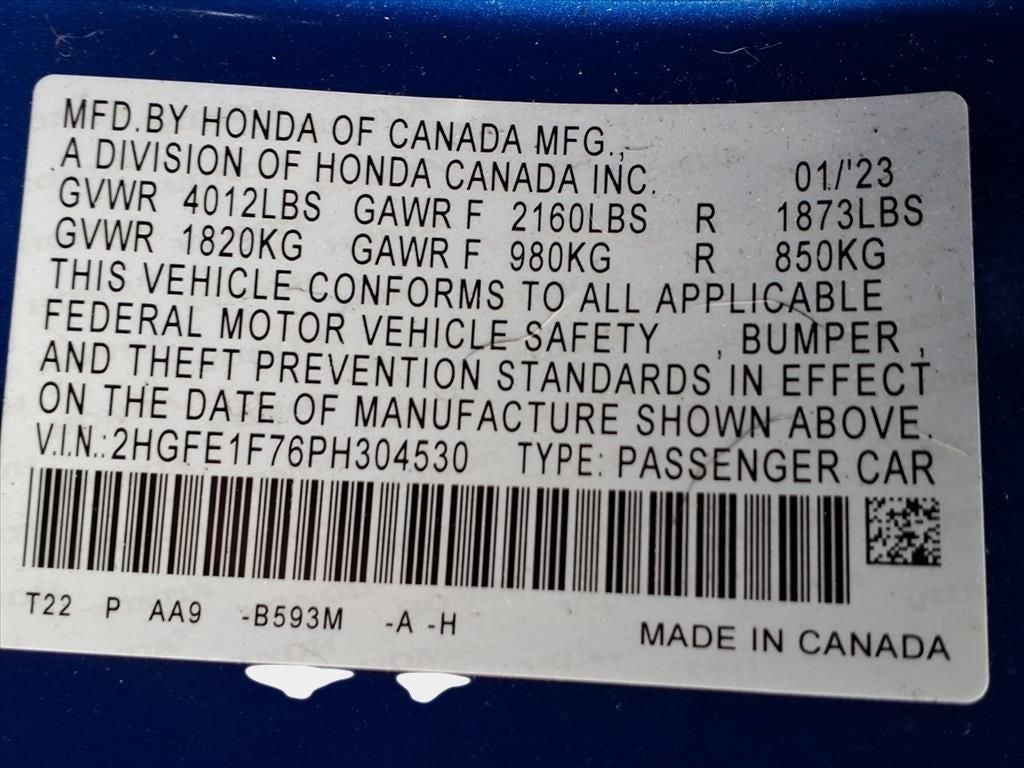 MFD.BY HONDA OF CANADA MFG.,
A DIVISION OF HONDA CANADA INC. 01/'23
GVWR 4012LBS GAWR F 2160LBS R 1873LBS
GVWR 1820KG GAWR F 980KG R 850KG
THIS VEHICLE CONFORMS TO ALL APPLICABLE
FEDERAL MOTOR VEHICLE SAFETY , BUMPER ,
AND THEFT PREVENTION STANDARDS IN EFFECT
ON THE DATE OF MANUFACTURE SHOWN ABOVE.
V.I.N.:2HGFE1F76PH304530 TYPE: PASSENGER CAR
T22 P AA9 -B593M -A -H
MADE IN CANADA